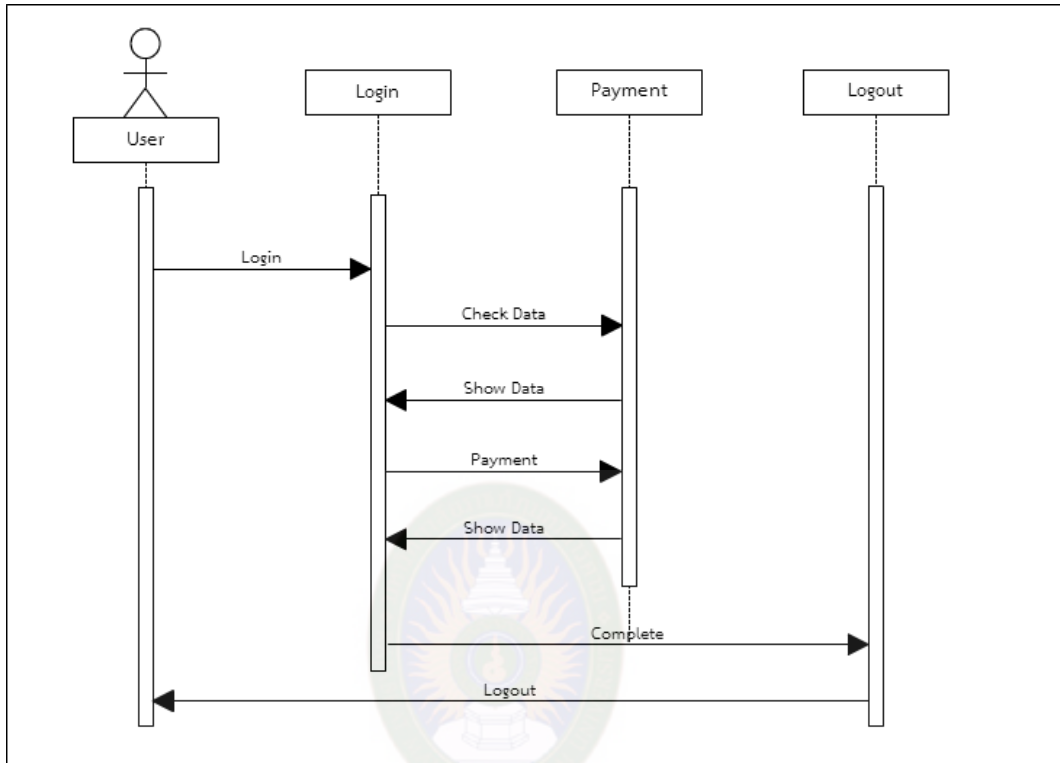 User
Login
Payment
Logout
Login
Check Data
Show Data
Payment
Show Data
Complete
Logout